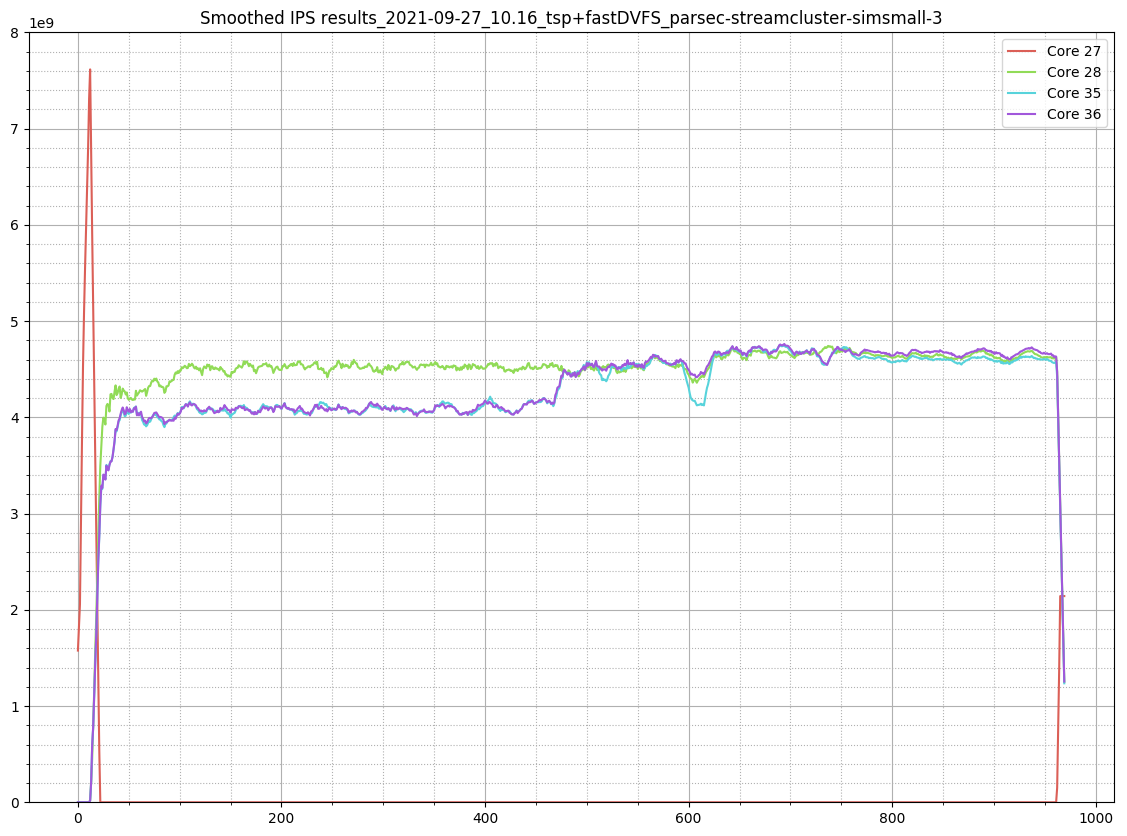 Smoothed IPS results_2021-09-27_10.16_tsp+fastDVFS_parsec-streamcluster-simsmall-3
1e9
8
7
6
5
4
3
2
1
0
Core 27
Core 28
Core 35
Core 36
0 200 400 600 800 1000